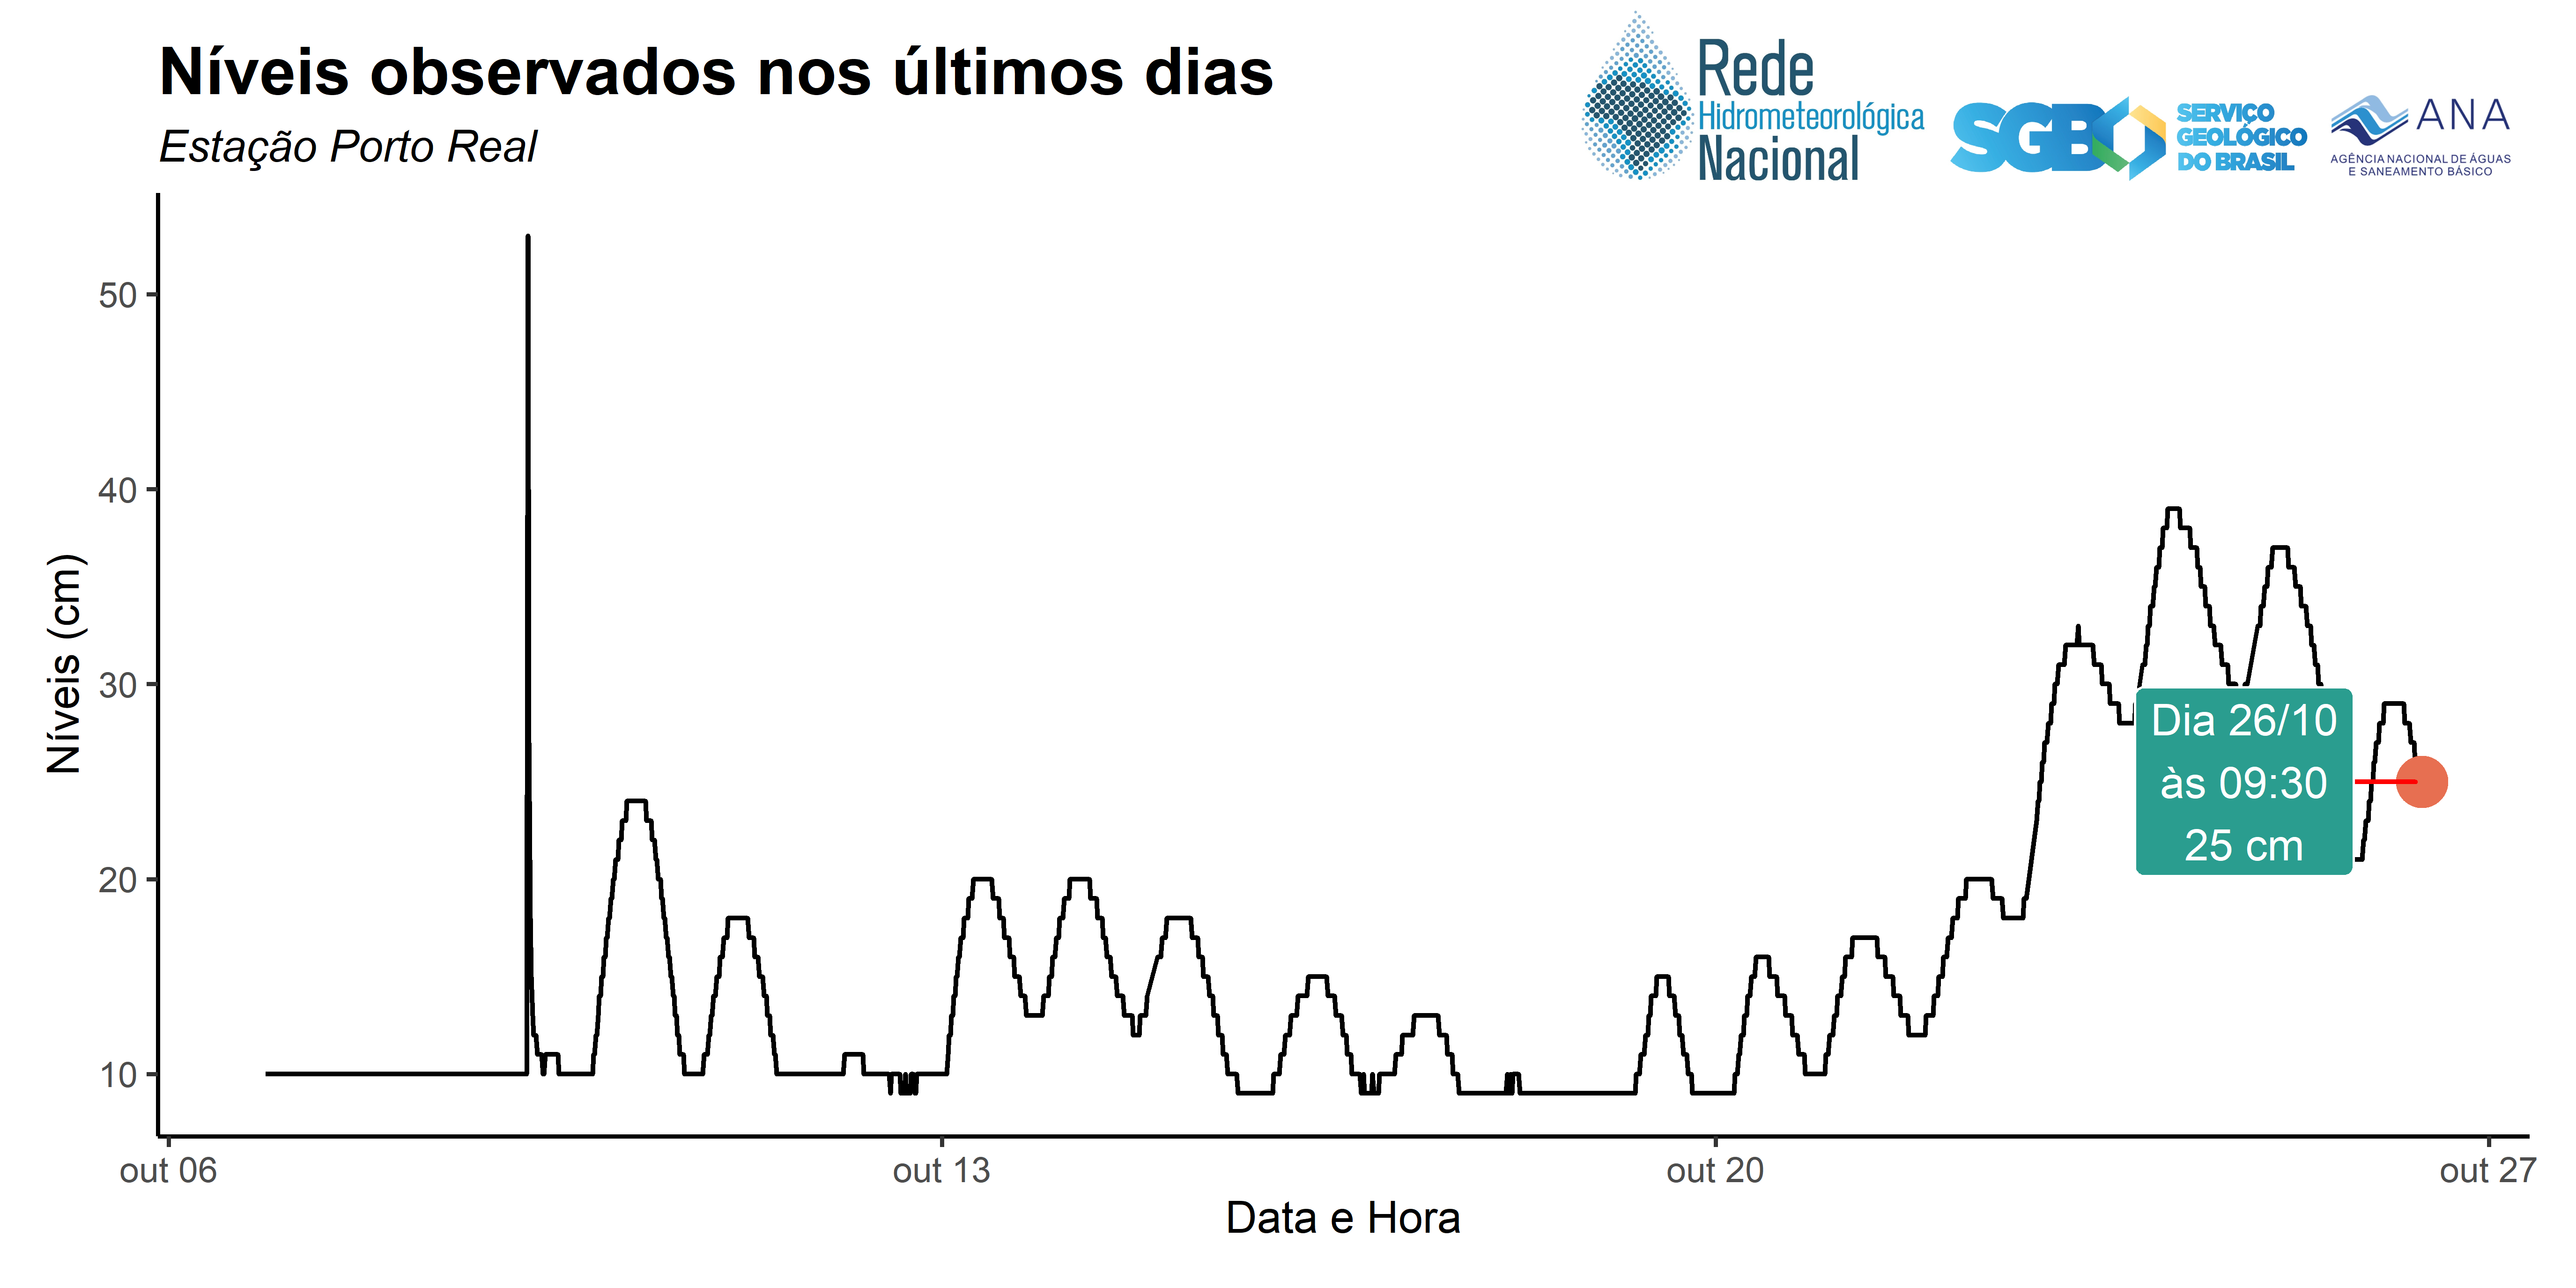 Níveis observados nos últimos dias
Estação Porto Real
Rede
Hidrometeorológica
Nacional
SGB
SERVIÇO
GEOLÓGICO
DO BRASIL
ANA
AGÊNCIA NACIONAL DE ÁGUAS
E SANEAMENTO BÁSICO
Níveis (cm)
50
40
30
20
10
Dia 26/10
às 09:30
25 cm
out 06
out 13
out 20
out 27
Data e Hora